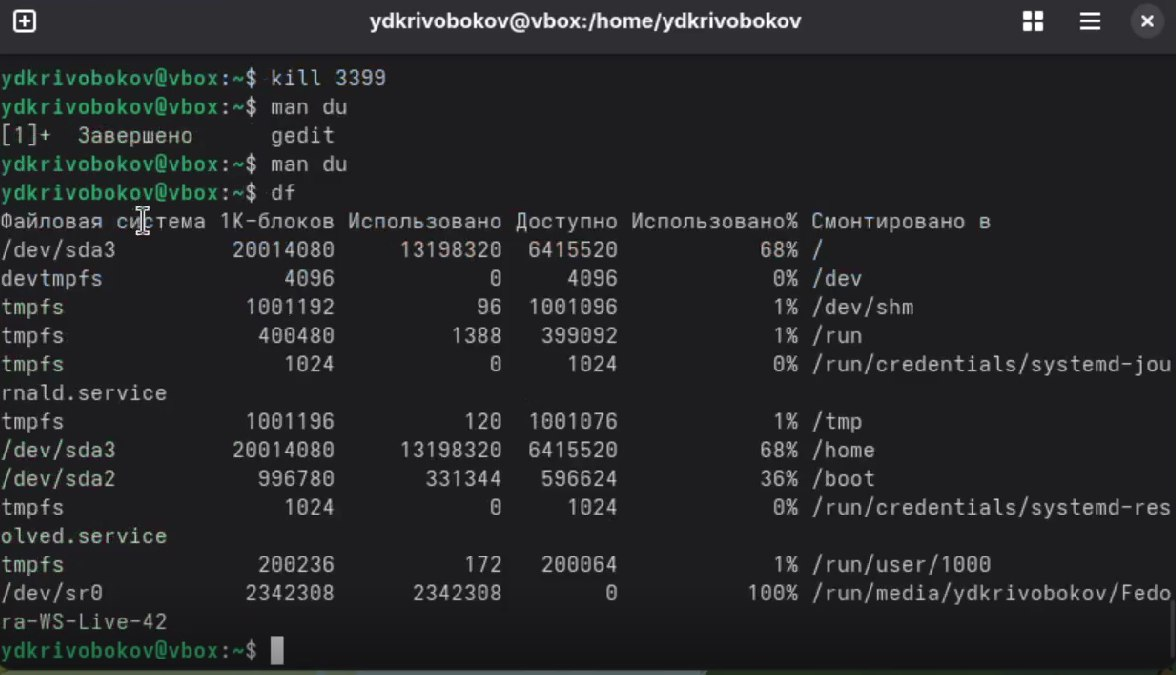 ydkrivobokov@vbox:/home/ydkrivobokov
ydkrivobokov@vbox:~$ kill 3399
ydkrivobokov@vbox:~$ man du
[1]+  Завершено      gedit
ydkrivobokov@vbox:~$ man du
ydkrivobokov@vbox:~$ df
Файловая система 1K-блоков Использовано Доступно Использовано% Смонтировано в
/dev/sda3 20014080 13198320 6415520 68% /
devtmpfs 4096 0 4096 0% /dev
tmpfs 1001192 96 1001096 1% /dev/shm
tmpfs 400480 1388 399092 1% /run
tmpfs 1024 0 1024 0% /run/credentials/systemd-jou
rnald.service
tmpfs 1001196 120 1001076 1% /tmp
/dev/sda3 20014080 13198320 6415520 68% /home
/dev/sda2 996780 331344 596624 36% /boot
tmpfs 1024 0 1024 0% /run/credentials/systemd-res
olved.service
tmpfs 200236 172 200064 1% /run/user/1000
/dev/sr0 2342308 2342308 0 100% /run/media/ydkrivobokov/Fedo
ra-WS-Live-42
ydkrivobokov@vbox:~$